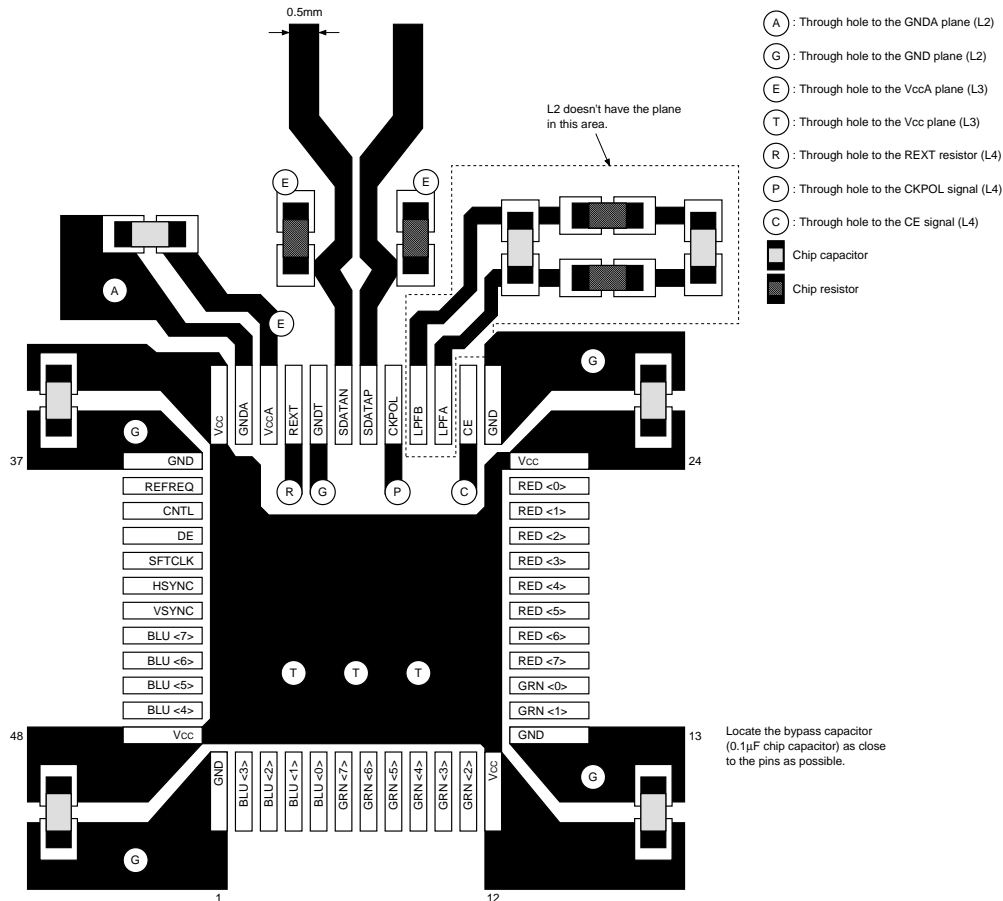 0.5mm
A : Through hole to the GNDA plane (L2)
G : Through hole to the GND plane (L2)
E : Through hole to the VccA plane (L3)
T : Through hole to the Vcc plane (L3)
R : Through hole to the REXT resistor (L4)
P : Through hole to the CKPOL signal (L4)
C : Through hole to the CE signal (L4)
Chip capacitor
Chip resistor
L2 doesn't have the plane
in this area.
E
E
A
E
G
G
Vcc
GNDA
VccA
REXT
GNDT
SDATAN
SDATAP
CKPOL
LPFB
LPFA
CE
GND
37
24
R
G
P
C
GND
REFREQ
CNTL
DE
SFTCLK
HSYNC
VSYNC
BLU <7>
BLU <6>
BLU <5>
BLU <4>
Vcc
Vcc
RED <0>
RED <1>
RED <2>
RED <3>
RED <4>
RED <5>
RED <6>
RED <7>
GRN <0>
GRN <1>
GND
T
T
T
48
13
Locate the bypass capacitor
(0.1µF chip capacitor) as close
to the pins as possible.
GND
BLU <3>
BLU <2>
BLU <1>
BLU <0>
GRN <7>
GRN <6>
GRN <5>
GRN <4>
GRN <3>
GRN <2>
Vcc
G
G
1
12